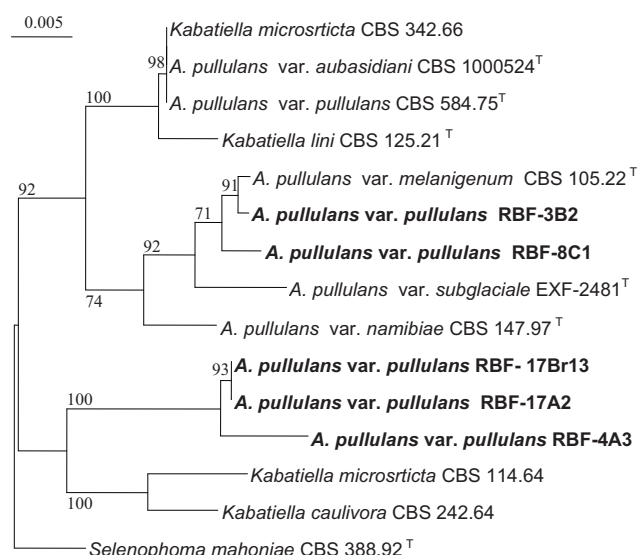 0.005
Kabatiella microsrticta CBS 342.66
98
A. pullulans var. aubasidiani CBS 1000524T
100
A. pullulans var. pullulans CBS 584.75T
Kabatiella lini CBS 125.21 T
92
A. pullulans var. melanigenum CBS 105.22 T
91
A. pullulans var. pullulans RBF-3B2
71
A. pullulans var. pullulans RBF-8C1
92
A. pullulans var. subglaciale EXF-2481T
74
A. pullulans var. namibiae CBS 147.97 T
93
A. pullulans var. pullulans RBF- 17Br13
100
A. pullulans var. pullulans RBF-17A2
A. pullulans var. pullulans RBF-4A3
Kabatiella microsrticta CBS 114.64
100
Kabatiella caulivora CBS 242.64
Selenophoma mahoniae CBS 388.92 T